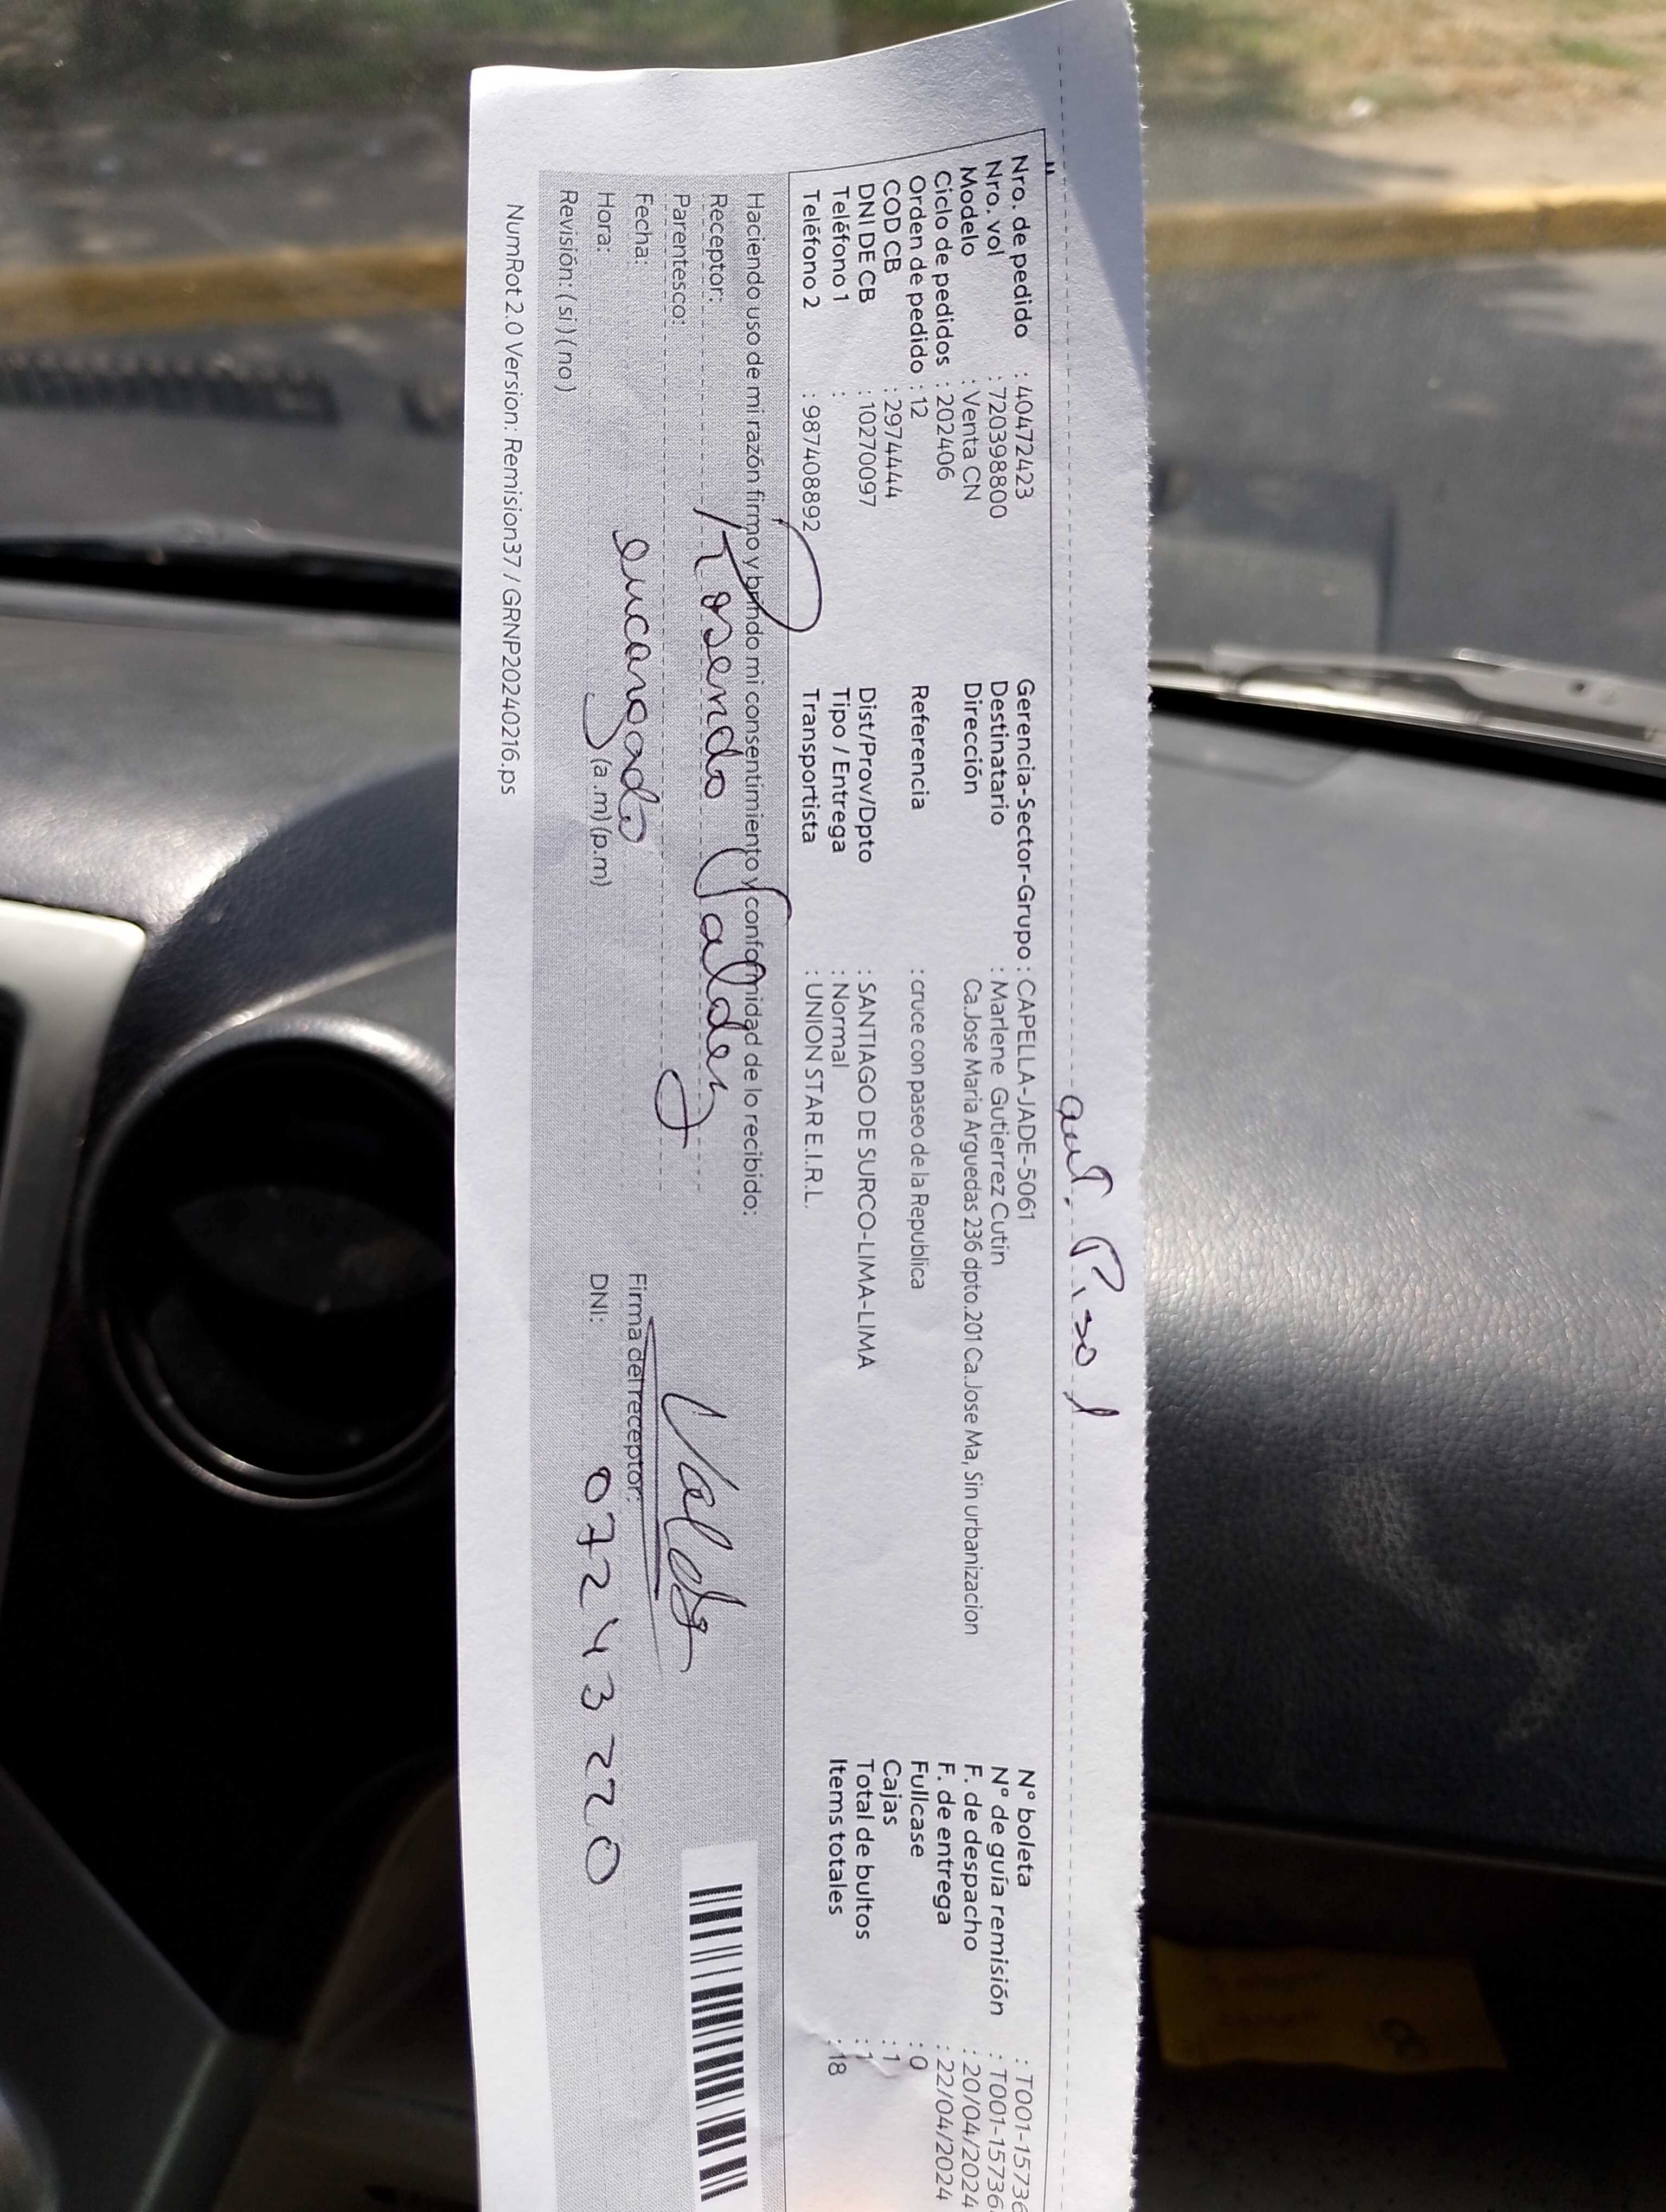 Nro. de pedido : 40472423
Nro. vol : 720398800
Modelo : Venta CN
Ciclo de pedidos : 202406
Orden de pedido : 12
COD CB : 2974444
DNI DE CB : 10270097
Teléfono 1 :
Teléfono 2 : 987408892
Piso 1
Gerencia-Sector-Grupo : CAPELLA-JADE-5061
Destinatario : Marlene Gutierrez Cutin
Dirección Ca.Jose Maria Arguedas 236 dpto.201 Ca.Jose Ma, Sin urbanizacion
Referencia : cruce con paseo de la Republica
Dist/Prov/Dpto : SANTIAGO DE SURCO-LIMA-LIMA
Tipo / Entrega : Normal
Transportista : UNION STAR E.I.R.L.
N° boleta : T001-15736
N° de guía remisión : T001-15736
F. de despacho : 20/04/2024
F. de entrega : 22/04/2024
Fullcase : 0
Cajas : 1
Total de bultos : 1
Items totales : 18
Haciendo uso de mi razón firmo y brindo mi consentimiento y conformidad de lo recibido:
Receptor: Rosendo Valdez
Parentesco:
Fecha: encargado
Hora: (a.m) (p.m)
Revisión: (si) (no)
Firma del receptor:
DNI: 07243220
NumRot 2.0 Version: Remision37 / GRNP20240216.ps